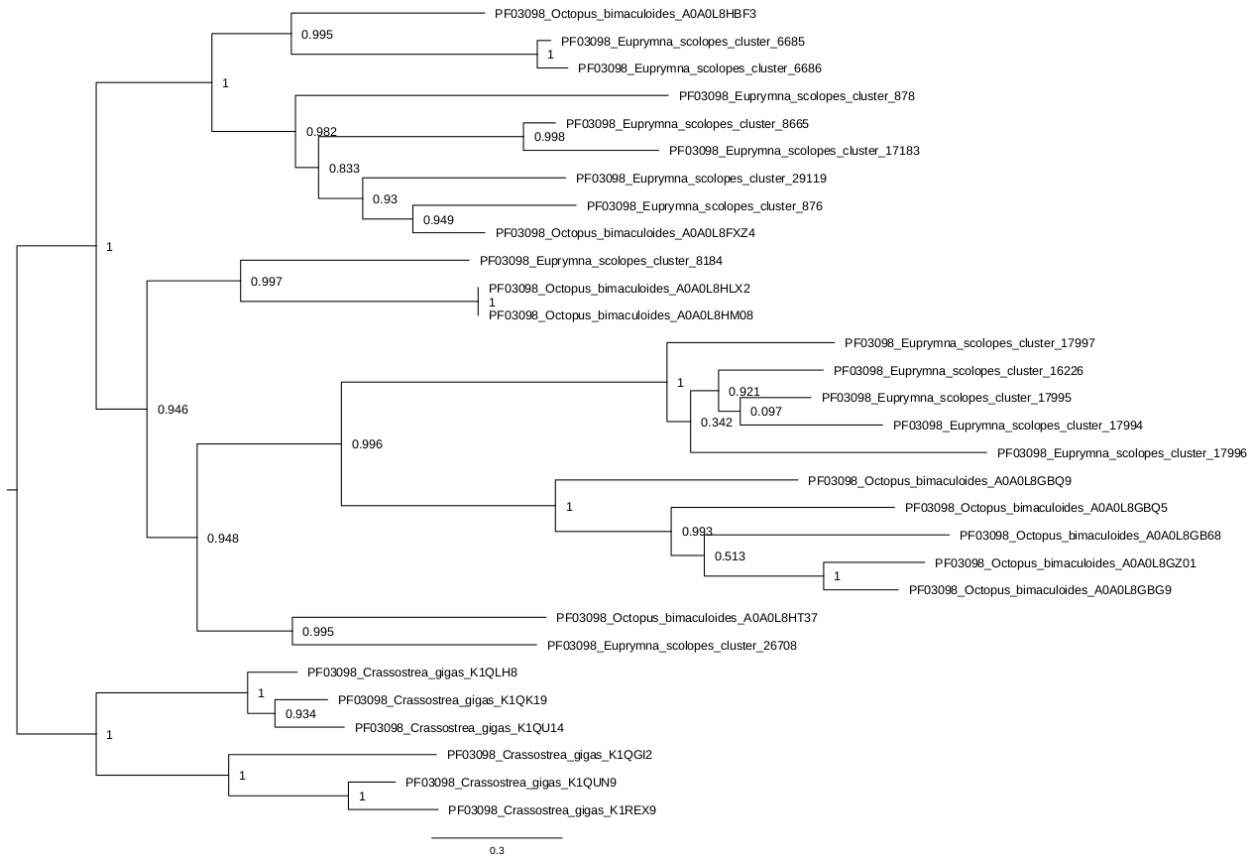 PF03098_Octopus_bimaculoides_A0A0L8HBF3
0.995
PF03098_Euprymna_scolopes_cluster_6685
1
PF03098_Euprymna_scolopes_cluster_6686
1
PF03098_Euprymna_scolopes_cluster_878
PF03098_Euprymna_scolopes_cluster_8665
0.982
0.998
PF03098_Euprymna_scolopes_cluster_17183
0.833
PF03098_Euprymna_scolopes_cluster_29119
0.93
PF03098_Euprymna_scolopes_cluster_876
0.949
PF03098_Octopus_bimaculoides_A0A0L8FXZ4
1
PF03098_Euprymna_scolopes_cluster_8184
0.997
PF03098_Octopus_bimaculoides_A0A0L8HLX2
1
PF03098_Octopus_bimaculoides_A0A0L8HM08
PF03098_Euprymna_scolopes_cluster_17997
PF03098_Euprymna_scolopes_cluster_16226
1
0.921
PF03098_Euprymna_scolopes_cluster_17995
0.946
0.097
0.342
PF03098_Euprymna_scolopes_cluster_17994
0.996
PF03098_Euprymna_scolopes_cluster_17996
PF03098_Octopus_bimaculoides_A0A0L8GBQ9
1
PF03098_Octopus_bimaculoides_A0A0L8GBQ5
0.993
PF03098_Octopus_bimaculoides_A0A0L8GB68
0.948
0.513
PF03098_Octopus_bimaculoides_A0A0L8GZ01
1
PF03098_Octopus_bimaculoides_A0A0L8GBG9
PF03098_Octopus_bimaculoides_A0A0L8HT37
0.995
PF03098_Euprymna_scolopes_cluster_26708
PF03098_Crassostrea_gigas_K1QLH8
1
PF03098_Crassostrea_gigas_K1QK19
0.934
PF03098_Crassostrea_gigas_K1QU14
1
PF03098_Crassostrea_gigas_K1QGI2
1
PF03098_Crassostrea_gigas_K1QUN9
1
PF03098_Crassostrea_gigas_K1REX9
0.3